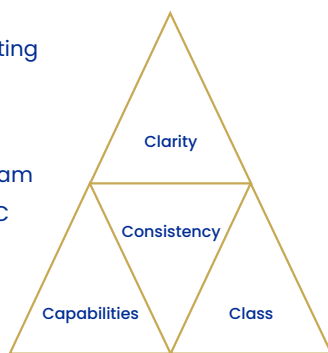 ting
Clarity
am
C
Consistency
Capabilities
Class